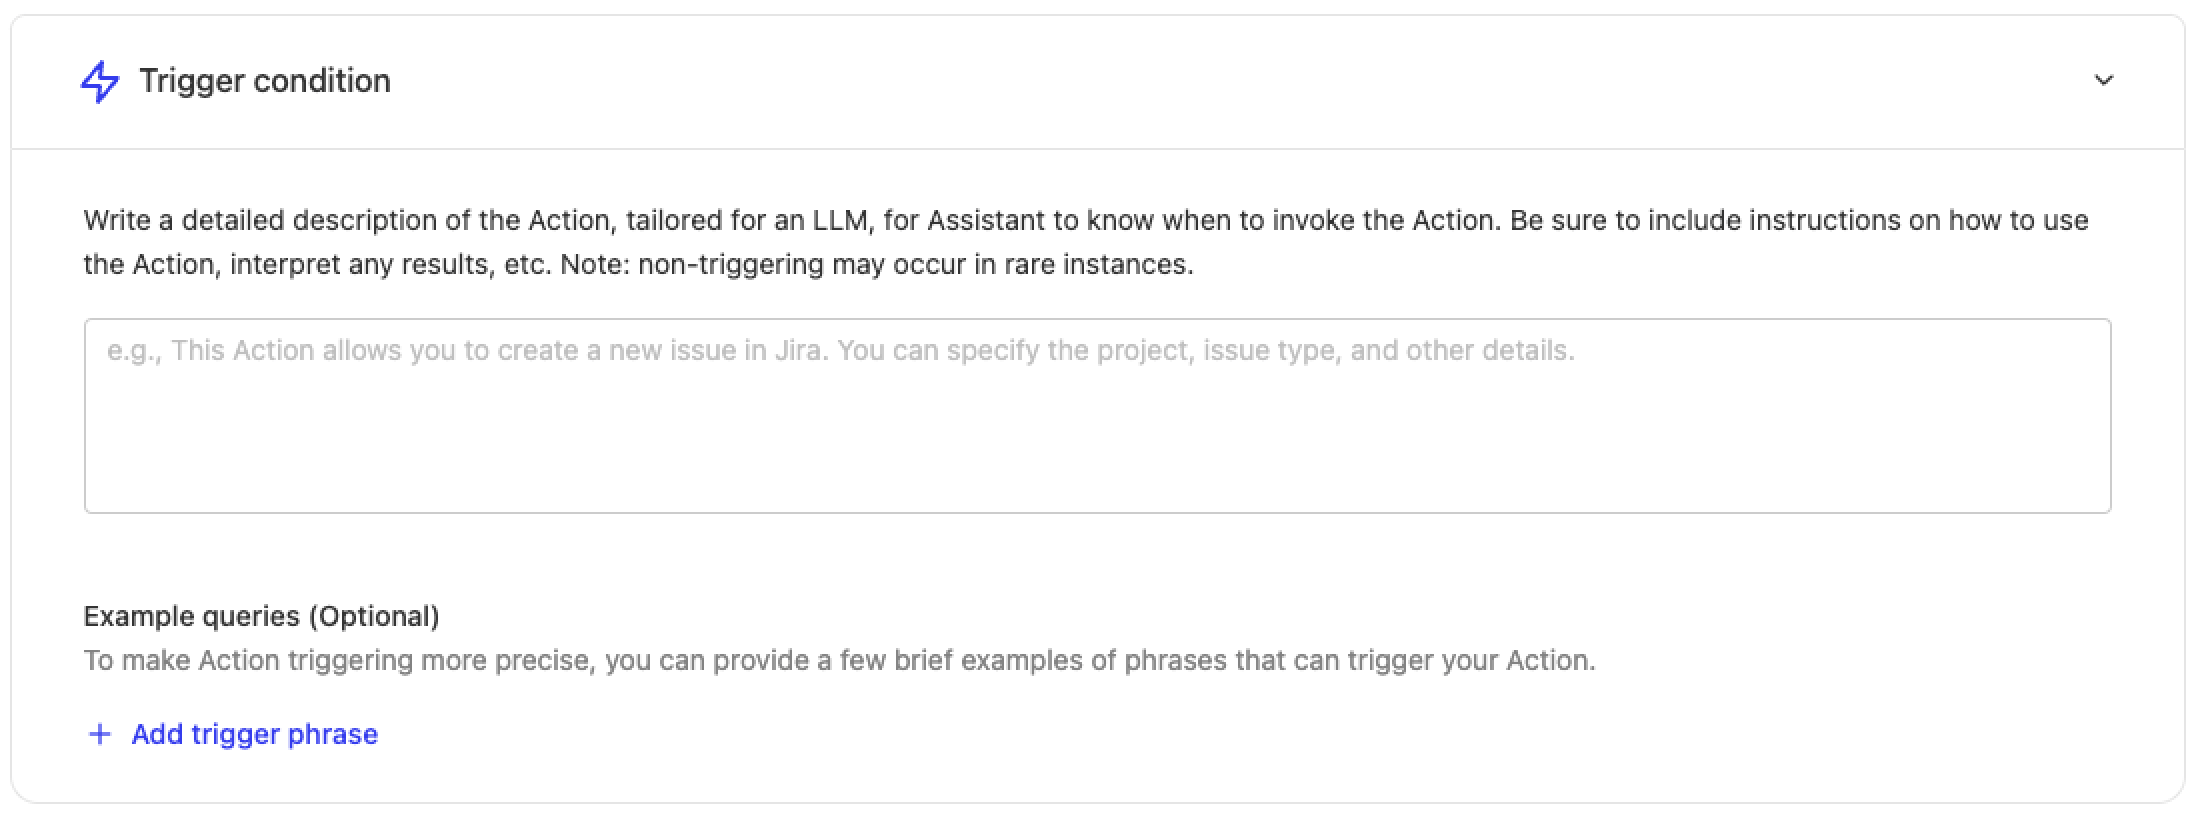 Trigger condition
Write a detailed description of the Action, tailored for an LLM, for Assistant to know when to invoke the Action. Be sure to include instructions on how to use
the Action, interpret any results, etc. Note: non-triggering may occur in rare instances.
e.g., This Action allows you to create a new issue in Jira. You can specify the project, issue type, and other details.
Example queries (Optional)
To make Action triggering more precise, you can provide a few brief examples of phrases that can trigger your Action.
+ Add trigger phrase